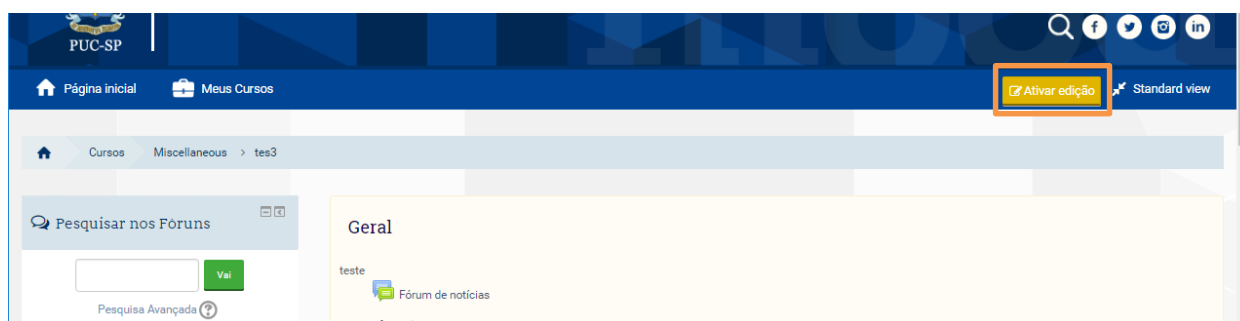 PUC-SP
Página inicial
Meus Cursos
Ativar edição
Standard view
Cursos
Miscellaneous > tes3
Pesquisar nos Fóruns
Vai
Pesquisa Avançada
Geral
teste
Fórum de notícias